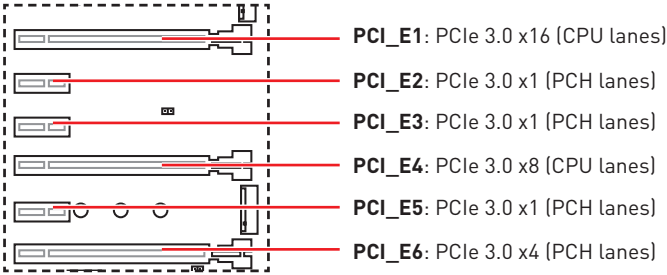 PCI_E1: PCIe 3.0 x16 (CPU lanes)
PCI_E2: PCIe 3.0 x1 (PCH lanes)
PCI_E3: PCIe 3.0 x1 (PCH lanes)
PCI_E4: PCIe 3.0 x8 (CPU lanes)
PCI_E5: PCIe 3.0 x1 (PCH lanes)
PCI_E6: PCIe 3.0 x4 (PCH lanes)